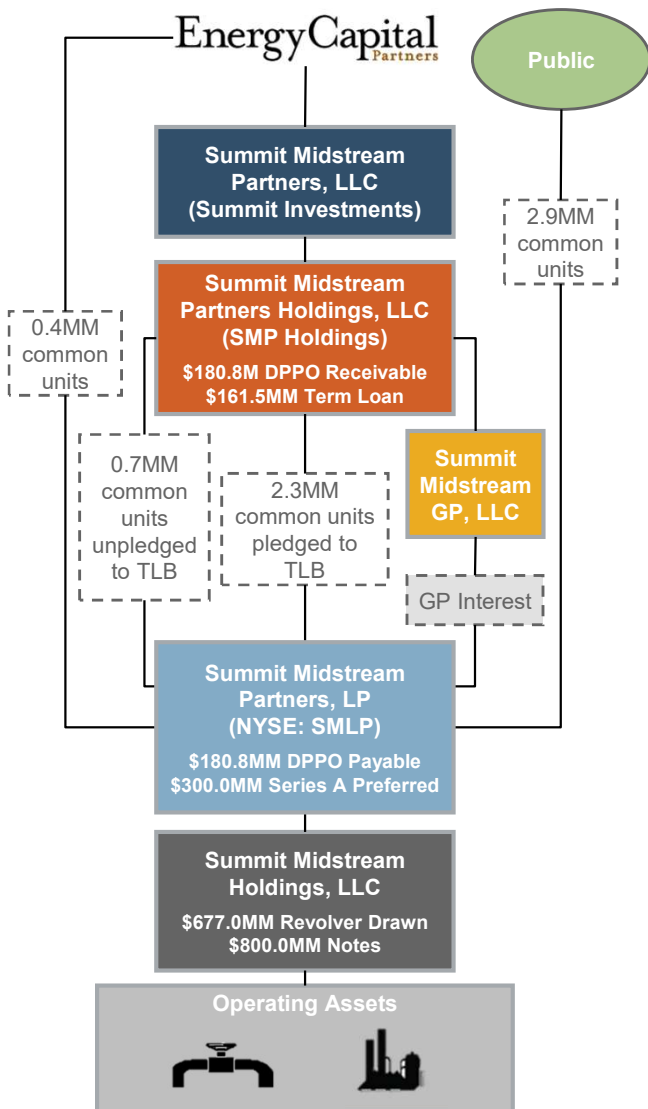 EnergyCapital
Partners
Public
Summit Midstream
Partners, LLC
(Summit Investments)
2.9MM
common
units
Summit Midstream
Partners Holdings, LLC
(SMP Holdings)
$180.8M DPPO Receivable
$161.5MM Term Loan
0.4MM
common
units
0.7MM
common
units
unpledged
to TLB
2.3MM
common units
pledged to
TLB
Summit
Midstream
GP, LLC
GP Interest
Summit Midstream
Partners, LP
(NYSE: SMLP)
$180.8MM DPPO Payable
$300.0MM Series A Preferred
Summit Midstream
Holdings, LLC
$677.0MM Revolver Drawn
$800.0MM Notes
Operating Assets